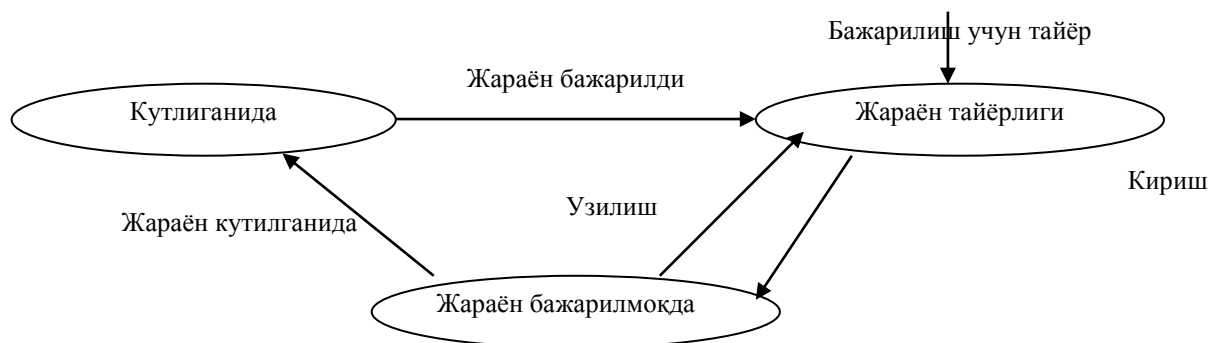 Бажарилиш учун тайёр
Жараён бажарилди
Кутлиганида
Жараён тайёрлиги
Кириш
Узилиш
Жараён кутилганида
Жараён бажарилмоқда